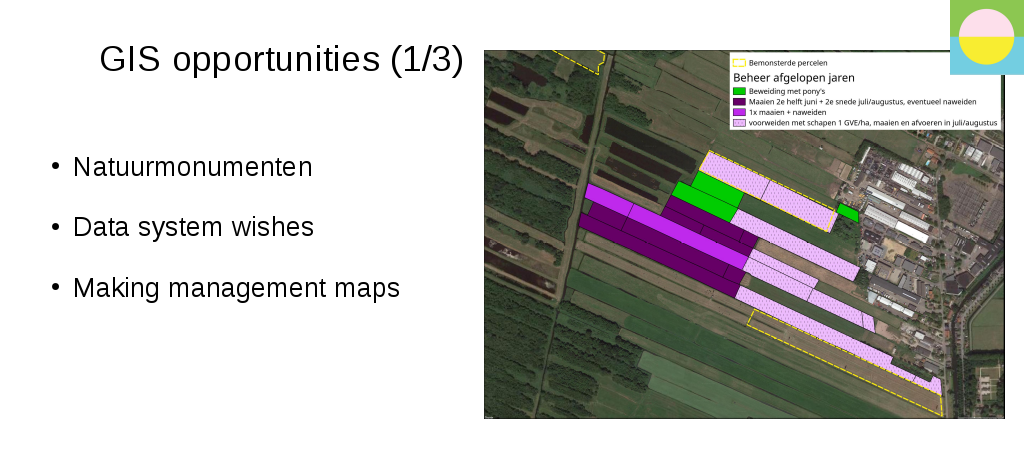 GIS opportunities (1/3)
• Natuurmonumenten
• Data system wishes
• Making management maps
Bemonsterde percelen
Beheer afgelopen jaren
Beweiding met pony's
Maaien 2e helft juni + 2e snede juli/augustus, eventueel naweiden
1x maaien + naweiden
voorweiden met schapen 1 GVE/ha, maaien en afvoeren in juli/augustus